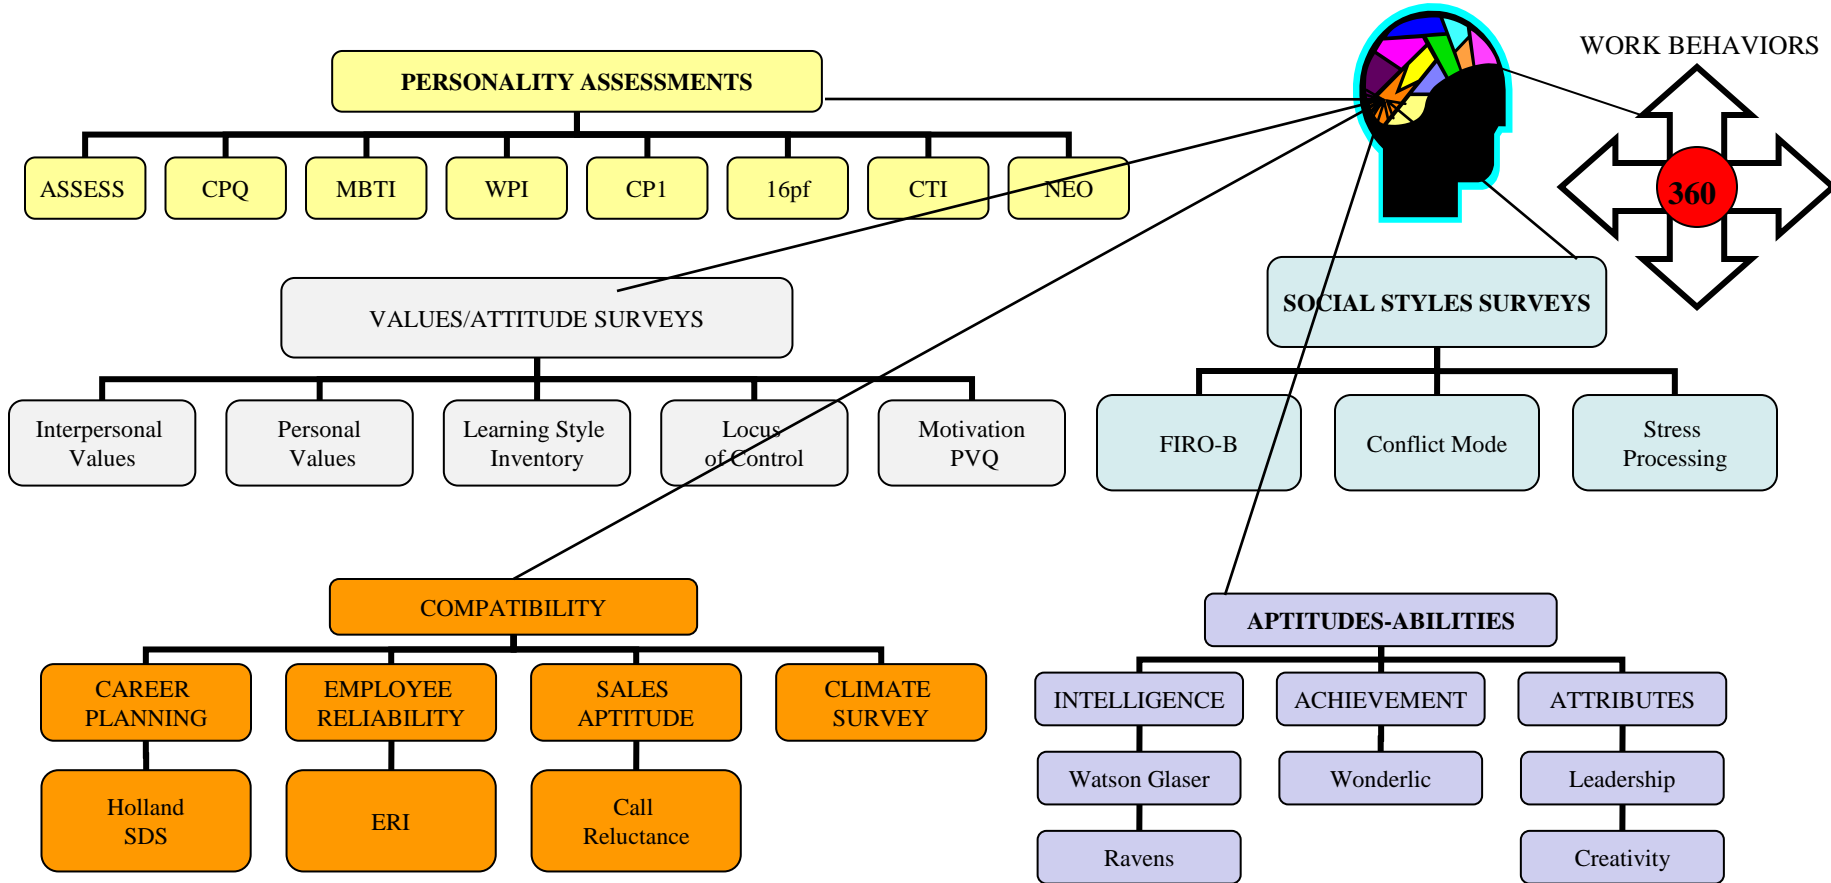 WORK BEHAVIORS
PERSONALITY ASSESSMENTS
ASSESS
CPQ
MBTI
WPI
CP1
16pf
CTI
NEO
360
VALUES/ATTITUDE SURVEYS
SOCIAL STYLES SURVEYS
Interpersonal
Values
Personal
Values
Learning Style
Inventory
Locus
of Control
Motivation
PVQ
FIRO-B
Conflict Mode
Stress
Processing
COMPATIBILITY
CAREER
PLANNING
EMPLOYEE
RELIABILITY
SALES
APTITUDE
CLIMATE
SURVEY
Holland
SDS
ERI
Call
Reluctance
APTITUDES-ABILITIES
INTELLIGENCE
ACHIEVEMENT
ATTRIBUTES
Watson Glaser
Wonderlic
Leadership
Ravens
Creativity